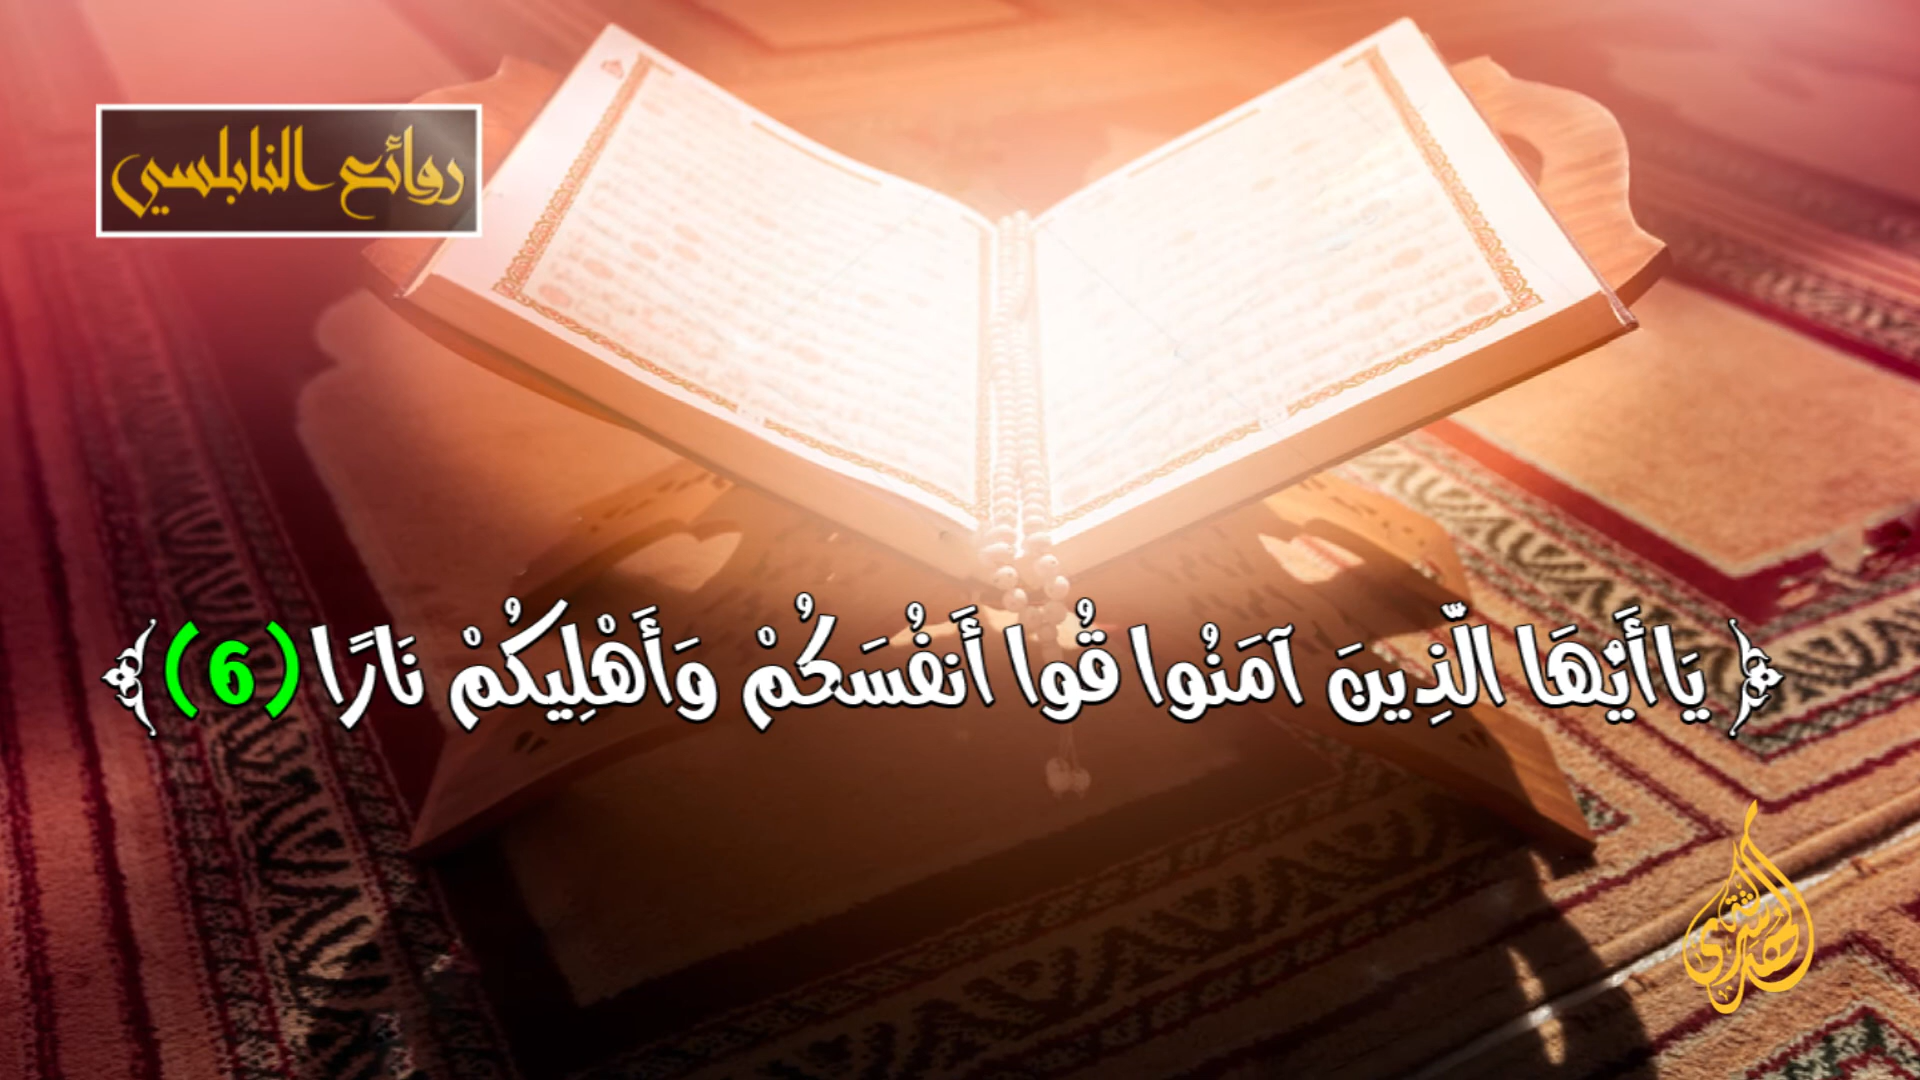 روائع النابلسي
﴿ يَاأَيُّهَا الَّذِينَ آمَنُوا قُوا أَنفُسَكُمْ وَأَهْلِيكُمْ نَارًا (6) ﴾